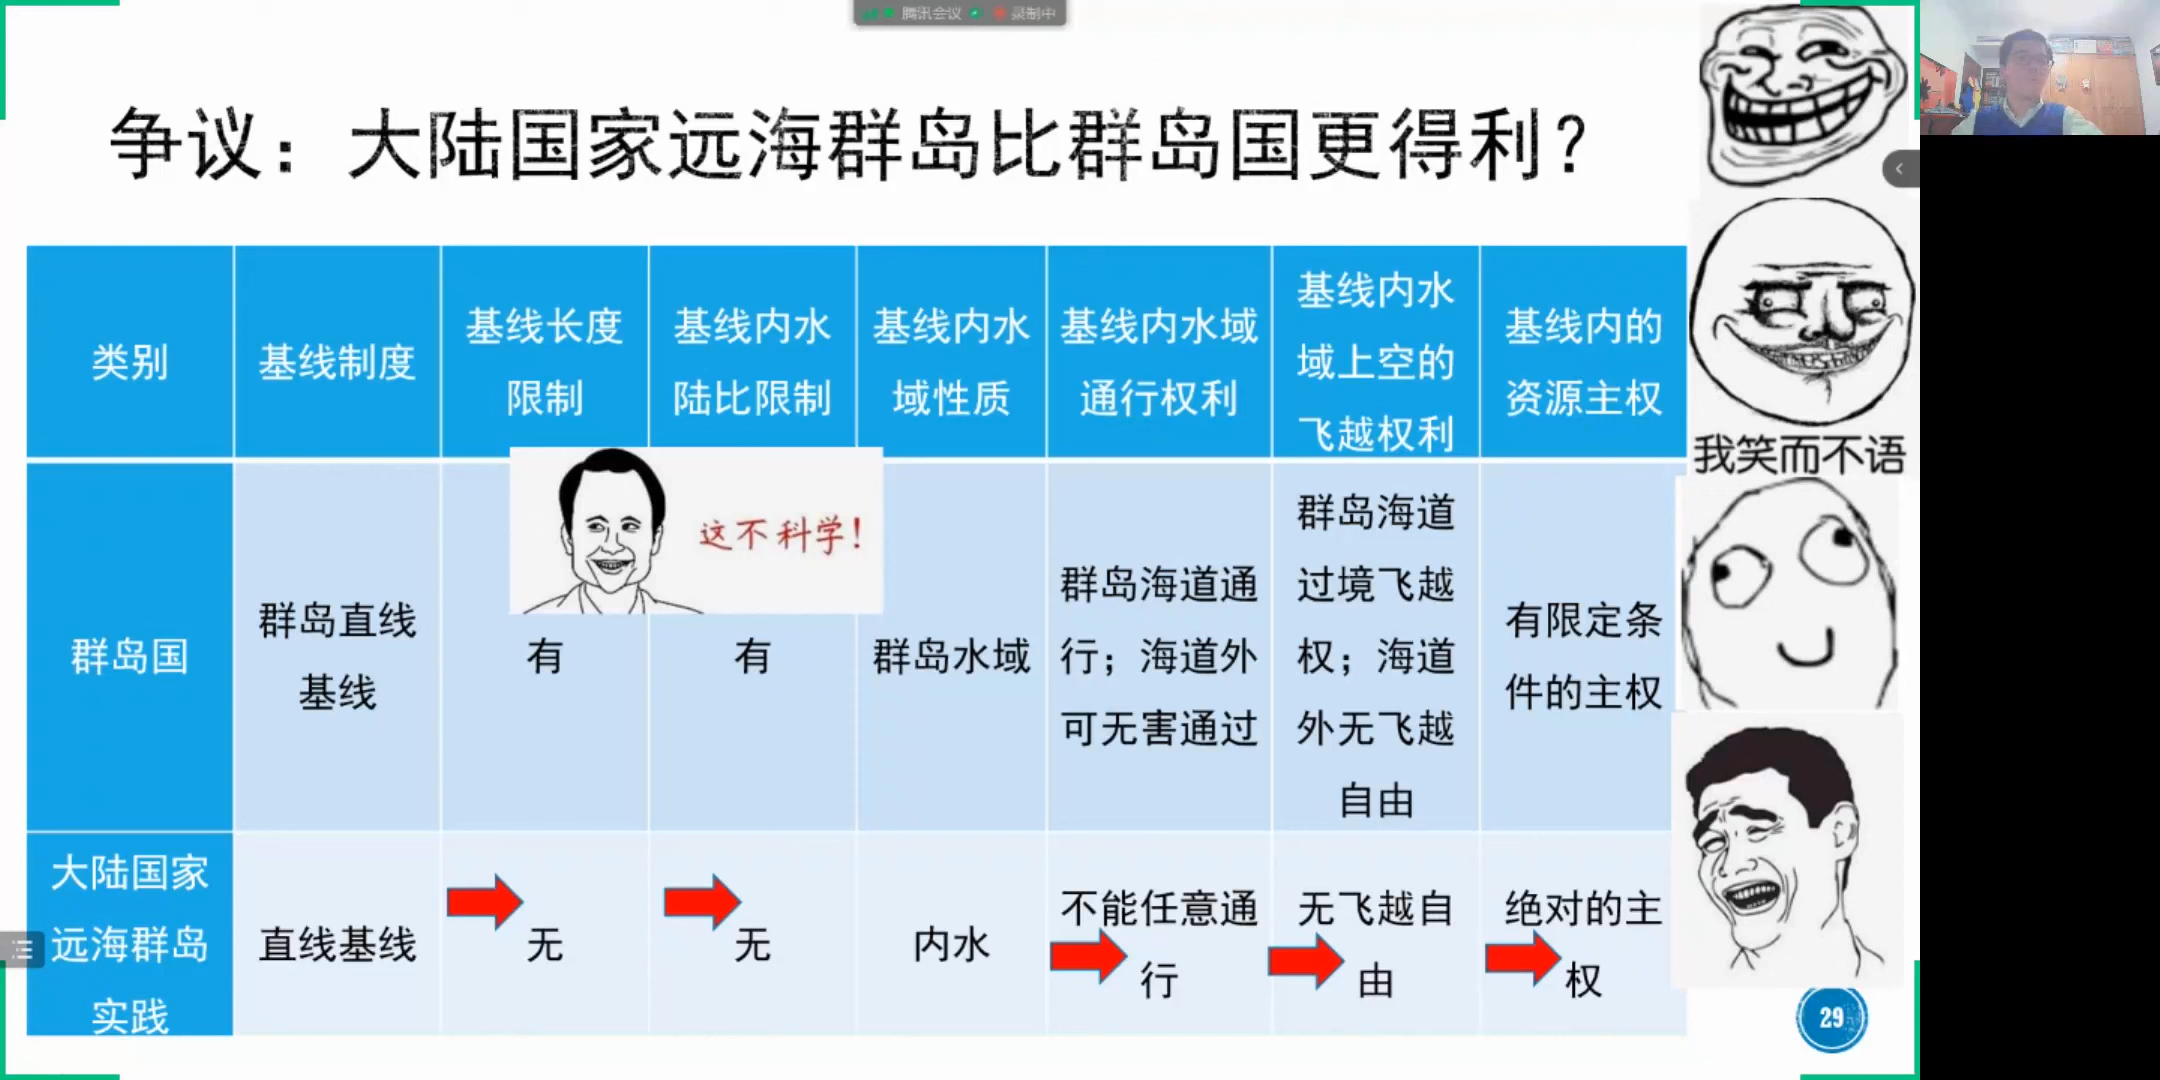 腾讯会议 录制中
争议：大陆国家远海群岛比群岛国更得利？
类别
基线制度
基线长度
限制
基线内水
陆比限制
基线内水
域性质
基线内水域
通行权利
基线内水
域上空的
飞越权利
基线内的
资源主权
我笑而不语
这不科学！
群岛国
群岛直线
基线
有
有
群岛水域
群岛海道通
行；海道外
可无害通过
群岛海道
过境飞越
权；海道
外无飞越
自由
有限定条
件的主权
大陆国家
远海群岛
实践
直线基线
无
无
内水
不能任意通
行
无飞越自
由
绝对的主
权
29